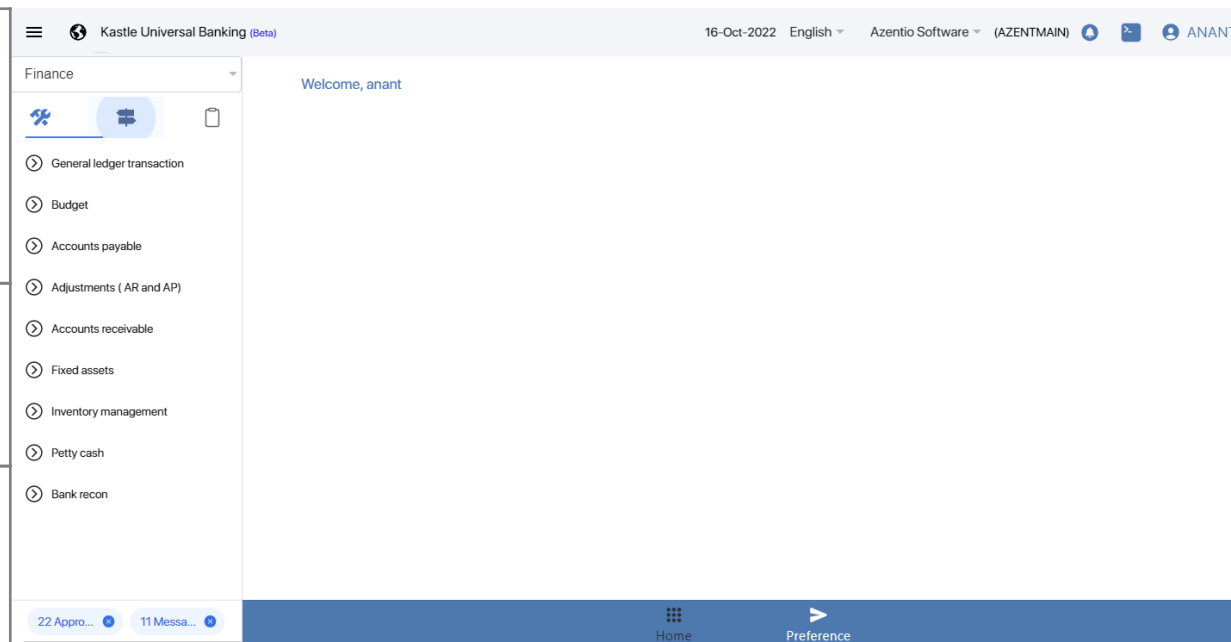 Kastle Universal Banking (Beta)
16-Oct-2022 English Azentio Software (AZENTMAIN) ANANT
Finance
Welcome, anant
General ledger transaction
Budget
Accounts payable
Adjustments ( AR and AP)
Accounts receivable
Fixed assets
Inventory management
Petty cash
Bank recon
22 Appro... 11 Messa...
Home Preference